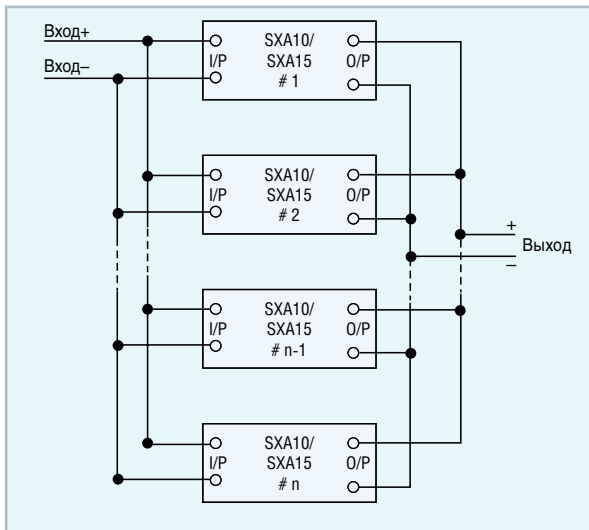 Вход+
Вход–
I/P
SXA10/
SXA15
# 1
O/P
I/P
SXA10/
SXA15
# 2
O/P
+
–
Выход
I/P
SXA10/
SXA15
# n-1
O/P
I/P
SXA10/
SXA15
# n
O/P